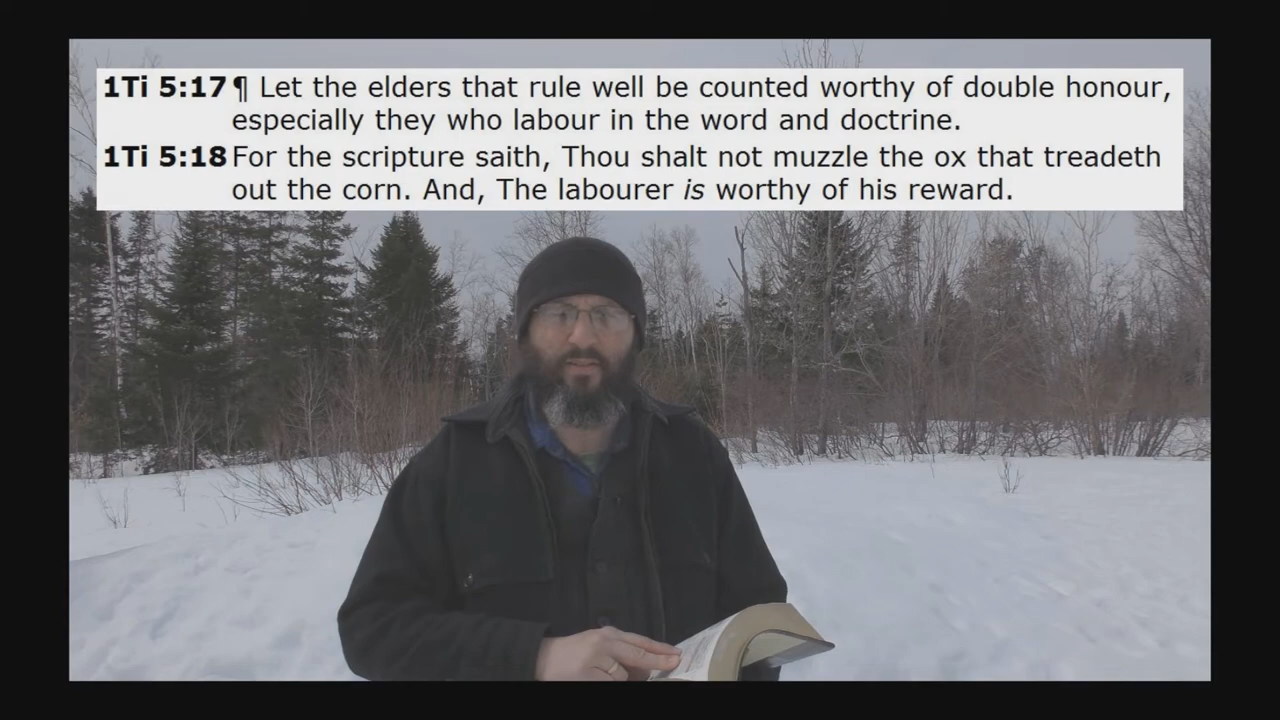 1Ti 5:17 ¶ Let the elders that rule well be counted worthy of double honour,
especially they who labour in the word and doctrine.
1Ti 5:18 For the scripture saith, Thou shalt not muzzle the ox that treadeth
out the corn. And, The labourer is worthy of his reward.